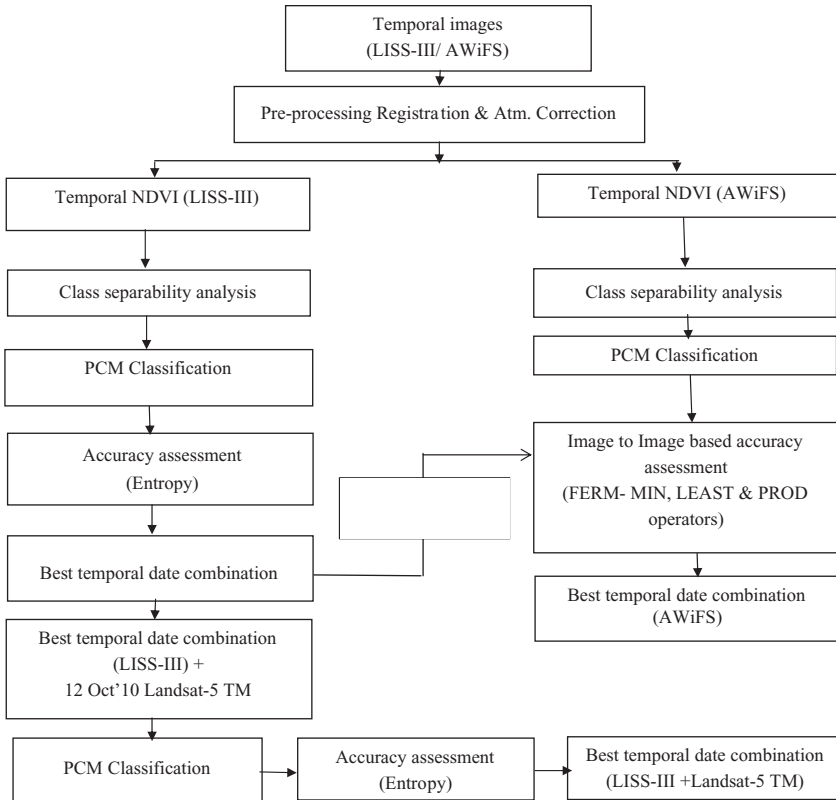 Temporal images
(LISS-III/ AWiFS)
Pre-processing Registration & Atm. Correction
Temporal NDVI (LISS-III)
Temporal NDVI (AWiFS)
Class separability analysis
Class separability analysis
PCM Classification
PCM Classification
Accuracy assessment
(Entropy)
Image to Image based accuracy
assessment
(FERM- MIN, LEAST & PROD
operators)
Best temporal date combination
Best temporal date combination
(AWiFS)
Best temporal date combination
(LISS-III) +
12 Oct’10 Landsat-5 TM
PCM Classification
Accuracy assessment
(Entropy)
Best temporal date combination
(LISS-III +Landsat-5 TM)